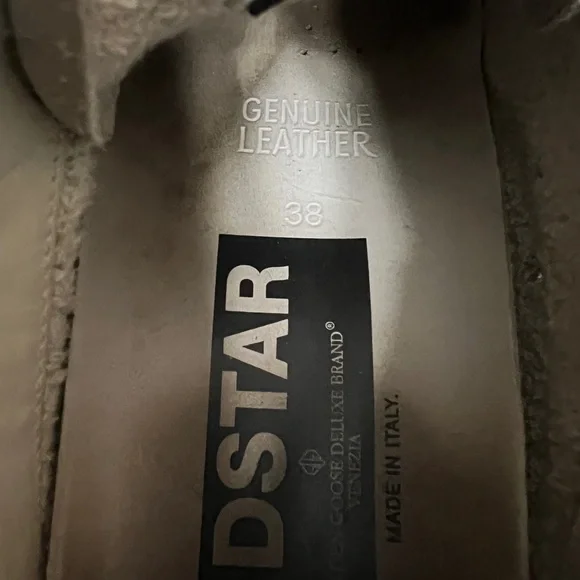 GENUINE
LEATHER
38
DSTAR
GOOSE DELUXE BRAND®
VENEZIA
MADE IN ITALY.